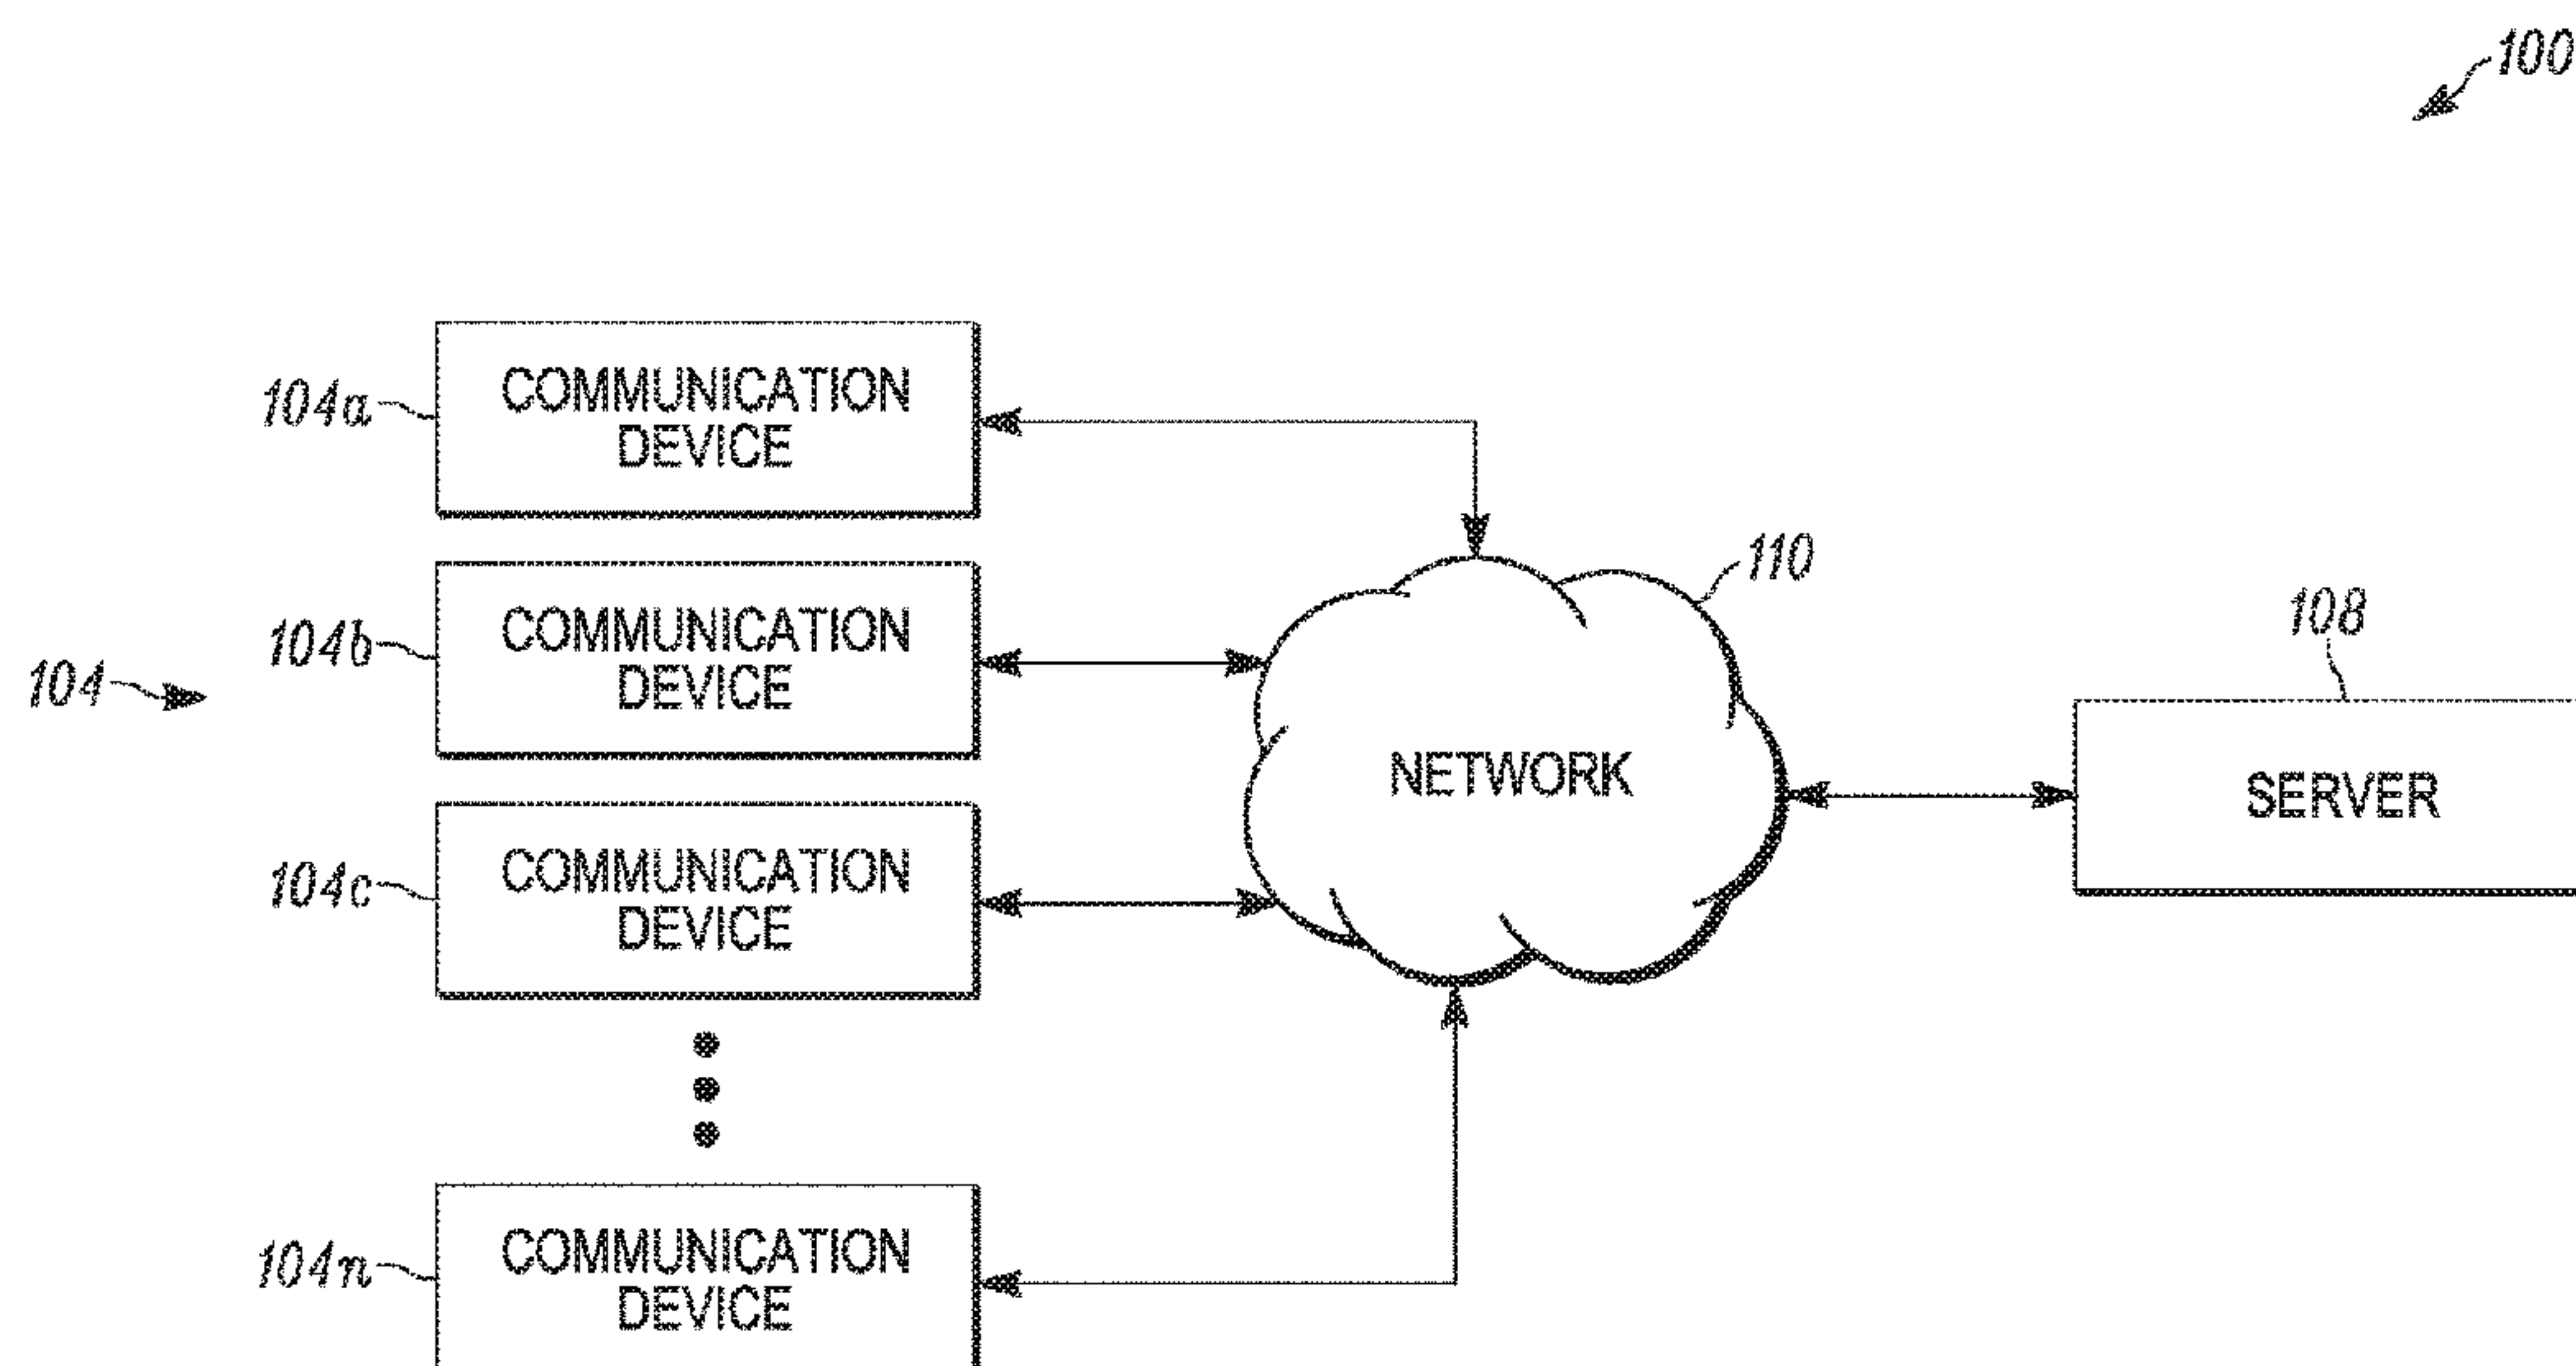 100
104a
COMMUNICATION
DEVICE
110
104b
COMMUNICATION
DEVICE
108
104
NETWORK
SERVER
104c
COMMUNICATION
DEVICE
104n
COMMUNICATION
DEVICE